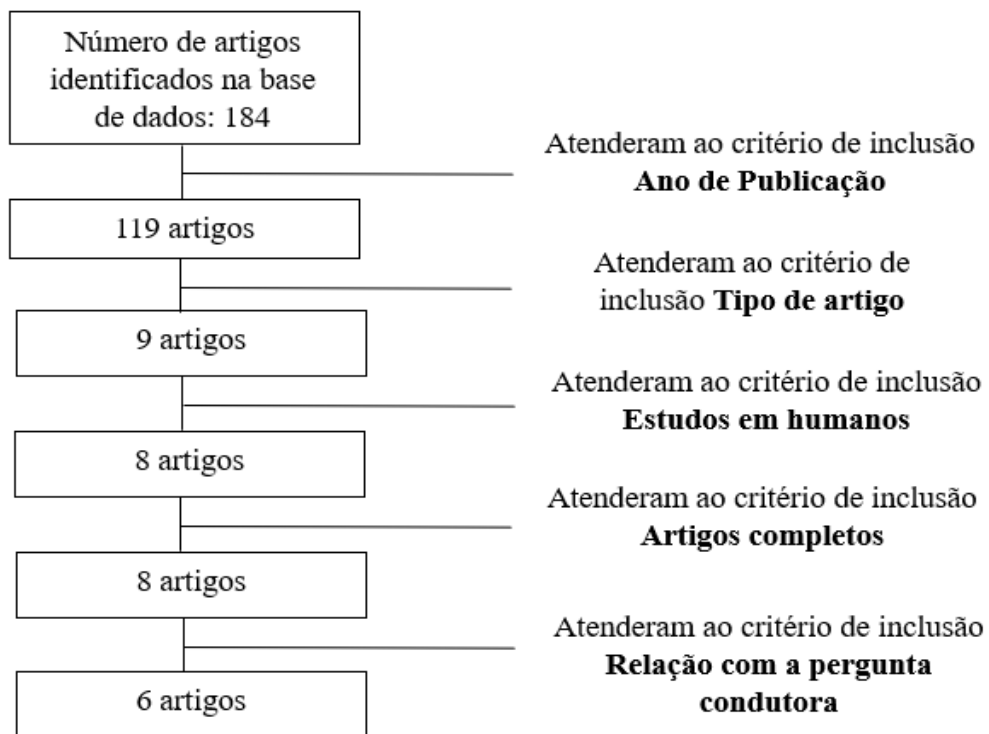 Número de artigos
identificados na base
de dados: 184
Atenderam ao critério de inclusão
Ano de Publicação
119 artigos
Atenderam ao critério de
inclusão Tipo de artigo
9 artigos
Atenderam ao critério de inclusão
Estudos em humanos
8 artigos
Atenderam ao critério de inclusão
Artigos completos
8 artigos
Atenderam ao critério de inclusão
Relação com a pergunta
condutora
6 artigos